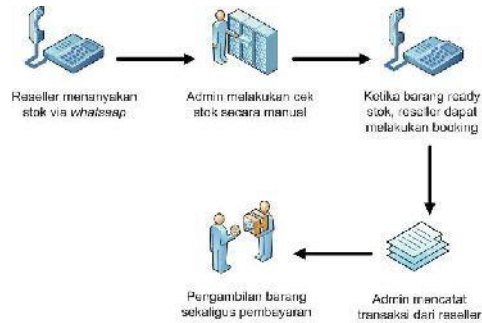 Reseller menanyakan
stok via whatsaap
Admin melakukan cek
stok secara manual
Ketika barang ready
stok, reseller dapat
melakukan booking
Admin mencatat
transaksi dari reseller
Pengambilan barang
sekaligus pembayaran